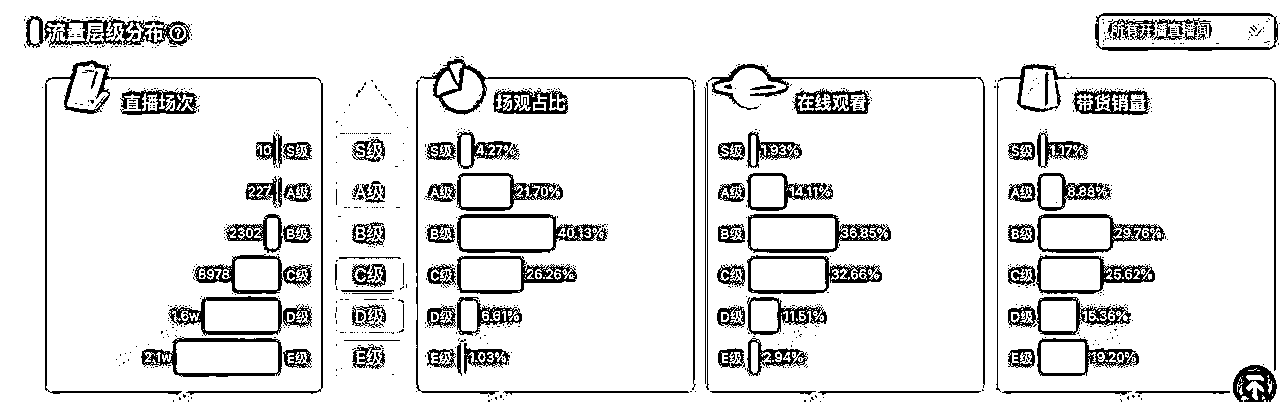 流量层级分布
所有开播直播间
直播场次
10 S级
227 A级
2302 B级
8978 C级
1.6w D级
2.1w E级
S级
A级
B级
C级
D级
E级
场观占比
S级 4.27%
A级 21.70%
B级 40.13%
C级 26.26%
D级 6.61%
E级 1.03%
在线观看
S级 1.93%
A级 14.11%
B级 36.85%
C级 32.66%
D级 11.51%
E级 2.94%
带货销量
S级 1.17%
A级 8.88%
B级 29.76%
C级 25.62%
D级 15.36%
E级 19.20%